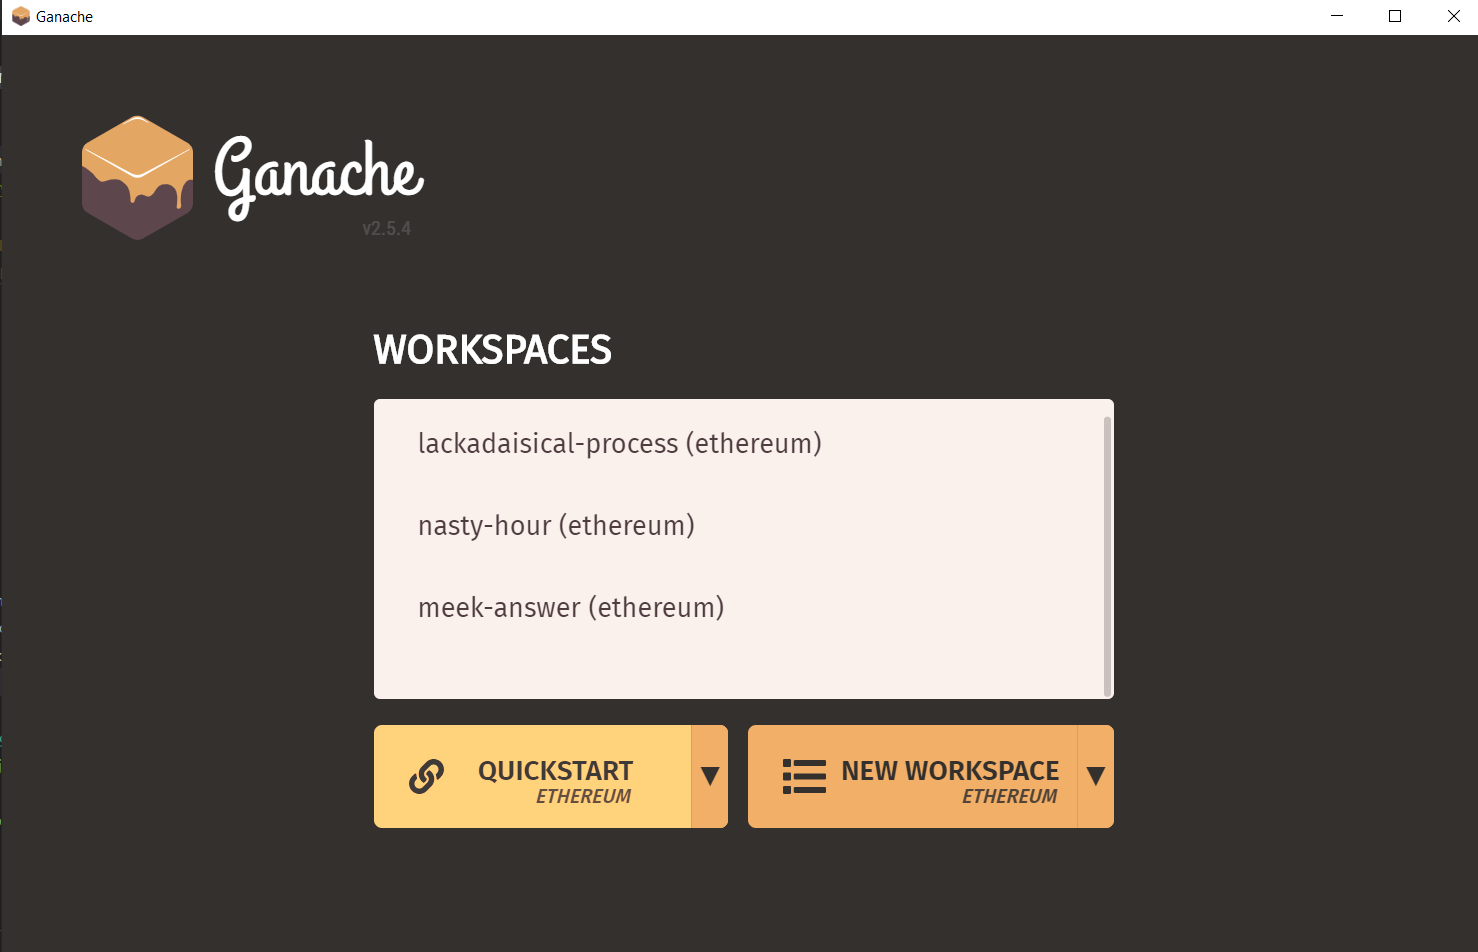 Ganache
Ganache
v2.5.4
WORKSPACES
lackadaisical-process (ethereum)
nasty-hour (ethereum)
meek-answer (ethereum)
QUICKSTART
ETHEREUM
NEW WORKSPACE
ETHEREUM